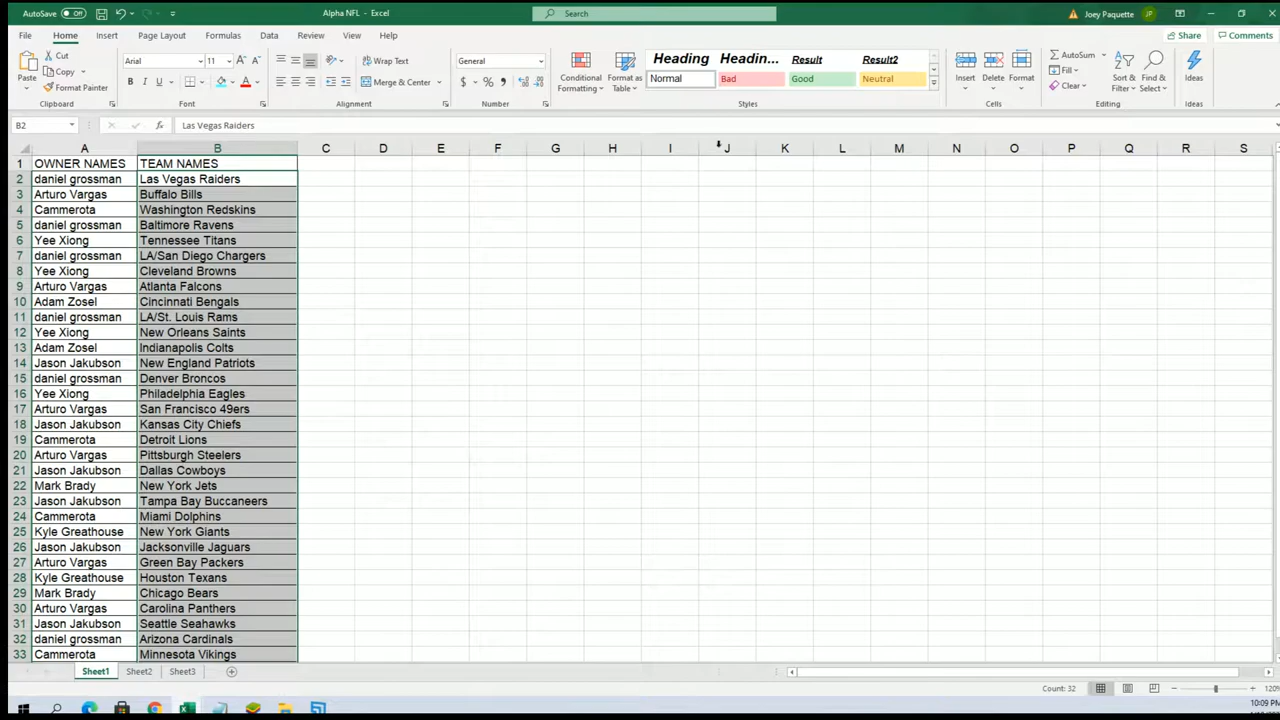 AutoSave Off Alpha NFL - Excel Search Joey Paquette JP
File Home Insert Page Layout Formulas Data Review View Help Share Comments
Paste Cut Copy Format Painter Clipboard
Arial 11 B I U A Font
Wrap Text Merge & Center Alignment
General $ % Number
Conditional Formatting Format as Table
Heading Headin... Result Result2
Normal Bad Good Neutral Styles
Insert Delete Format Cells
AutoSum Fill Clear Sort & Filter Find & Select Editing
Ideas Ideas
B2 fx Las Vegas Raiders
A B C D E F G H I J K L M N O P Q R S
1 OWNER NAMES TEAM NAMES
2 daniel grossman Las Vegas Raiders
3 Arturo Vargas Buffalo Bills
4 Cammerota Washington Redskins
5 daniel grossman Baltimore Ravens
6 Yee Xiong Tennessee Titans
7 daniel grossman LA/San Diego Chargers
8 Yee Xiong Cleveland Browns
9 Arturo Vargas Atlanta Falcons
10 Adam Zosel Cincinnati Bengals
11 daniel grossman LA/St. Louis Rams
12 Yee Xiong New Orleans Saints
13 Adam Zosel Indianapolis Colts
14 Jason Jakubson New England Patriots
15 daniel grossman Denver Broncos
16 Yee Xiong Philadelphia Eagles
17 Arturo Vargas San Francisco 49ers
18 Jason Jakubson Kansas City Chiefs
19 Cammerota Detroit Lions
20 Arturo Vargas Pittsburgh Steelers
21 Jason Jakubson Dallas Cowboys
22 Mark Brady New York Jets
23 Jason Jakubson Tampa Bay Buccaneers
24 Cammerota Miami Dolphins
25 Kyle Greathouse New York Giants
26 Jason Jakubson Jacksonville Jaguars
27 Arturo Vargas Green Bay Packers
28 Kyle Greathouse Houston Texans
29 Mark Brady Chicago Bears
30 Arturo Vargas Carolina Panthers
31 Jason Jakubson Seattle Seahawks
32 daniel grossman Arizona Cardinals
33 Cammerota Minnesota Vikings
Sheet1 Sheet2 Sheet3
Count: 32 120%
10:09 PM